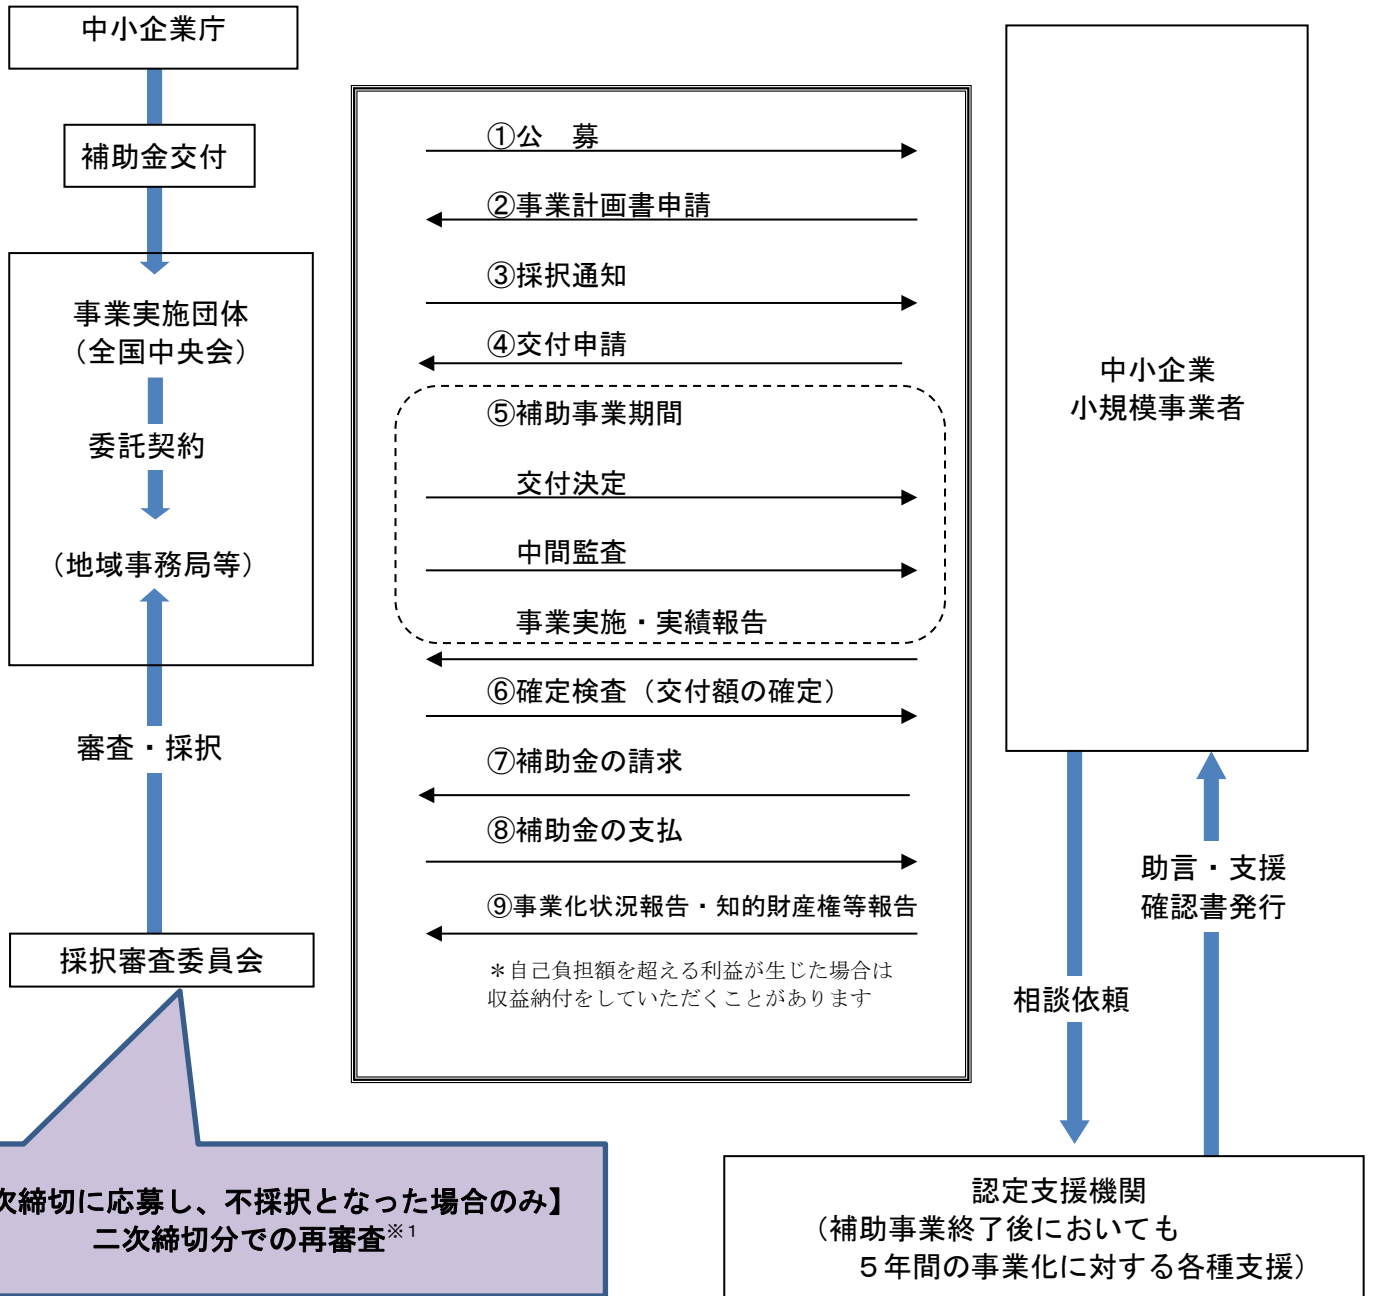 中小企業庁
補助金交付
事業実施団体
（全国中央会）
委託契約
（地域事務局等）
審査・採択
採択審査委員会
次締切に応募し、不採択となった場合のみ】
二次締切分での再審査※１
①公　募
②事業計画書申請
③採択通知
④交付申請
⑤補助事業期間
交付決定
中間監査
事業実施・実績報告
⑥確定検査（交付額の確定）
⑦補助金の請求
⑧補助金の支払
⑨事業化状況報告・知的財産権等報告
＊自己負担額を超える利益が生じた場合は
収益納付をしていただくことがあります
中小企業
小規模事業者
助言・支援
確認書発行
相談依頼
認定支援機関
（補助事業終了後においても
５年間の事業化に対する各種支援）